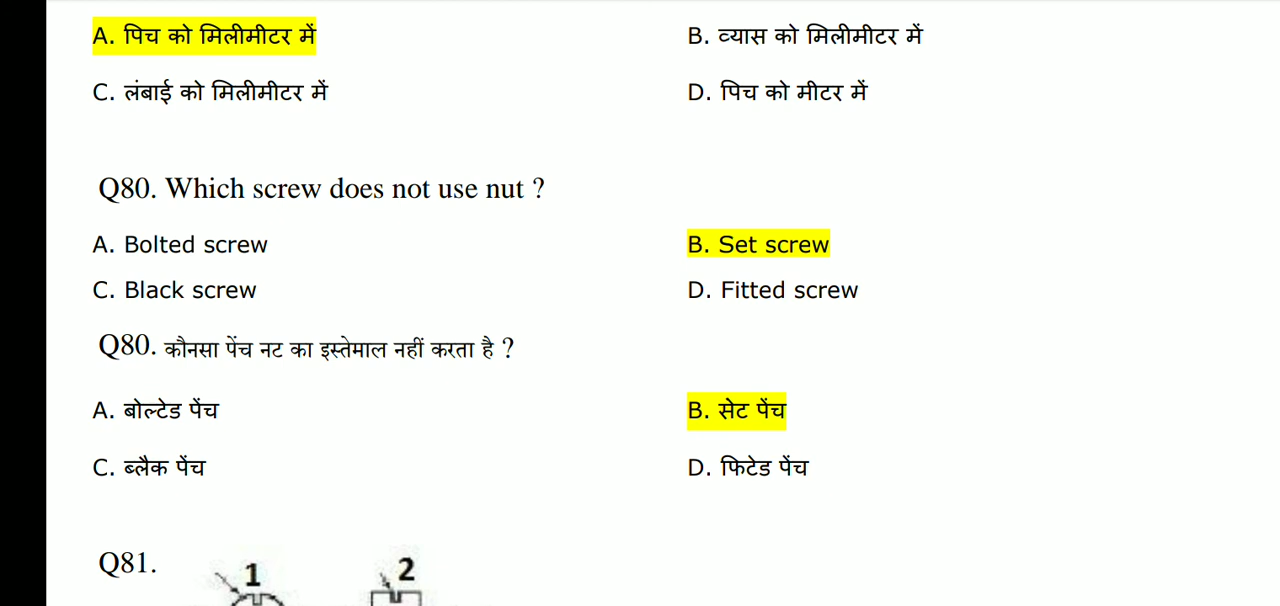 A. पिच को मिलीमीटर में B. व्यास को मिलीमीटर में
C. लंबाई को मिलीमीटर में D. पिच को मीटर में
Q80. Which screw does not use nut ?
A. Bolted screw B. Set screw
C. Black screw D. Fitted screw
Q80. कौनसा पेंच नट का इस्तेमाल नहीं करता है ?
A. बोल्टेड पेंच B. सेट पेंच
C. ब्लैक पेंच D. फिटेड पेंच
Q81. 1 2